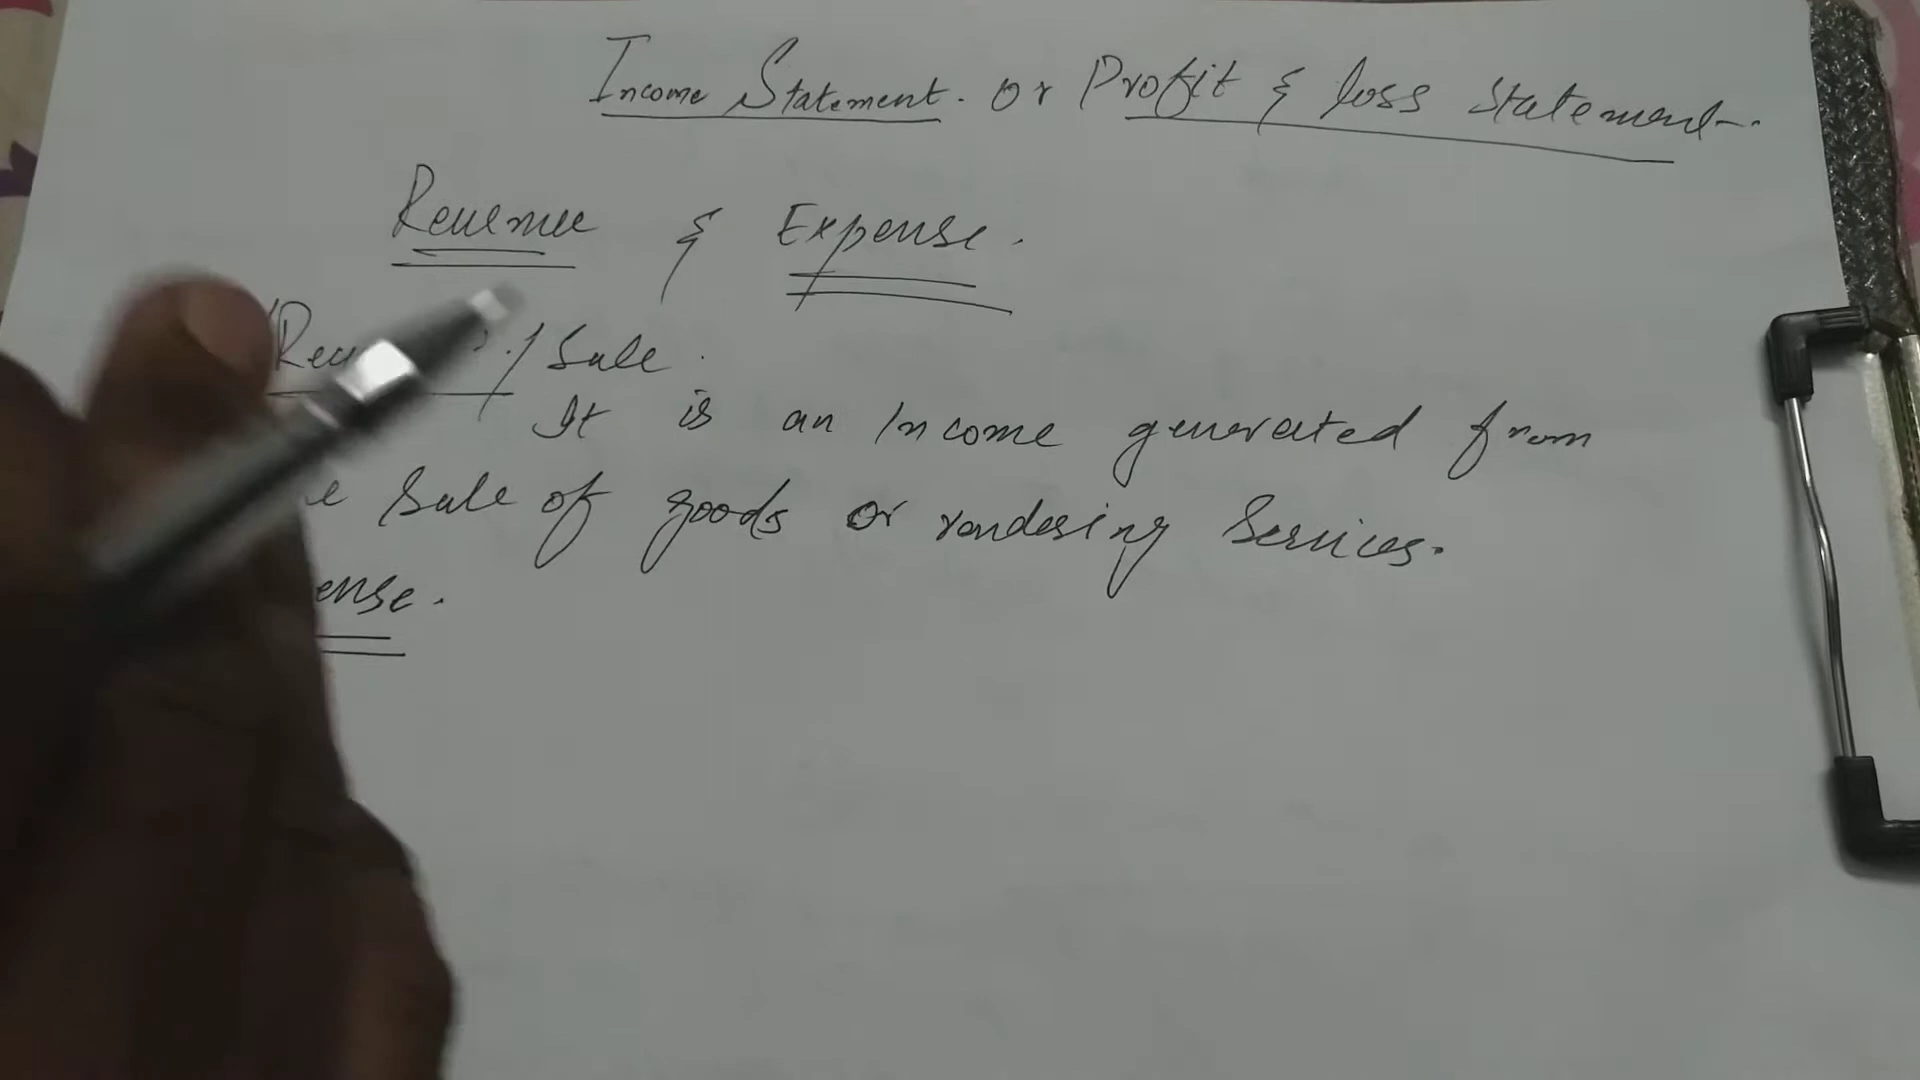 Income Statement. or Profit & loss statement.
Revenue & Expense.
/ Sale.
It is an Income generated from
Sale of goods or rendering Services.